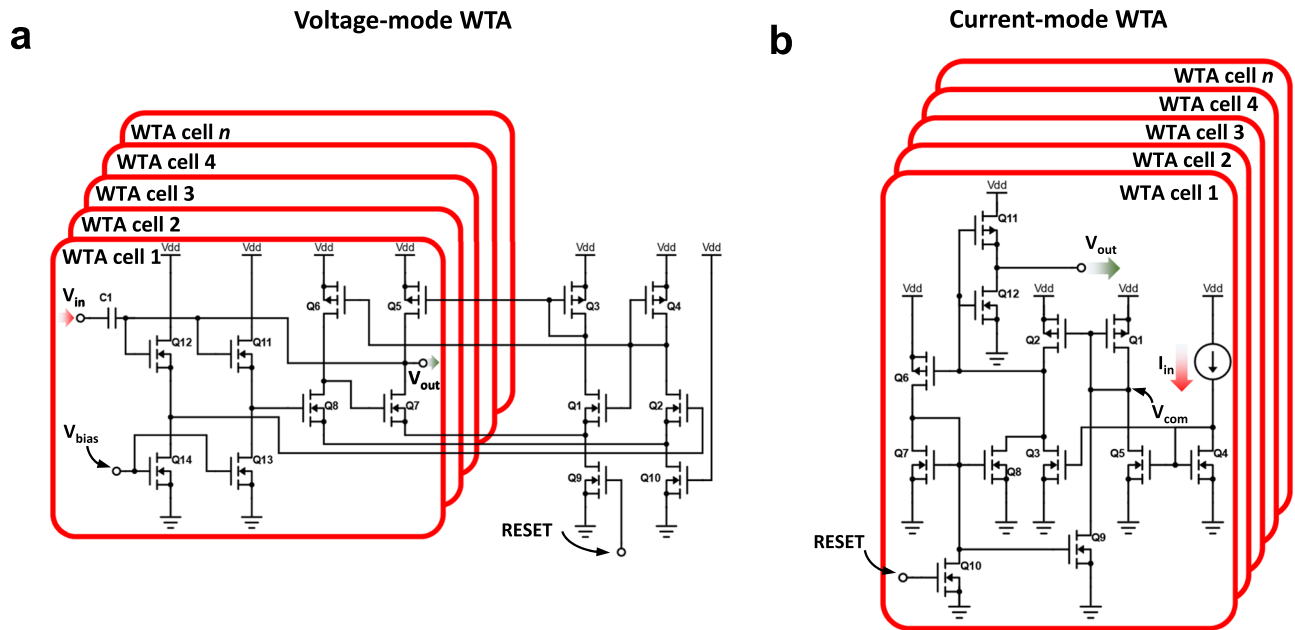 Voltage-mode WTA
a
WTA cell n
WTA cell 4
WTA cell 3
WTA cell 2
WTA cell 1
Vdd
Vdd
Vdd
Vdd
Vdd
Vdd
Vdd
Vin
C1
Q6
Q5
Q3
Q4
Q12
Q11
Vout
Q8
Q7
Q1
Q2
Vbias
Q14
Q13
Q9
Q10
RESET
Current-mode WTA
b
WTA cell n
WTA cell 4
WTA cell 3
WTA cell 2
WTA cell 1
Vdd
Q11
Vout
Vdd
Q12
Vdd
Vdd
Vdd
Q2
Q1
Iin
Q6
Vcom
Q7
Q8
Q3
Q5
Q4
RESET
Q9
Q10